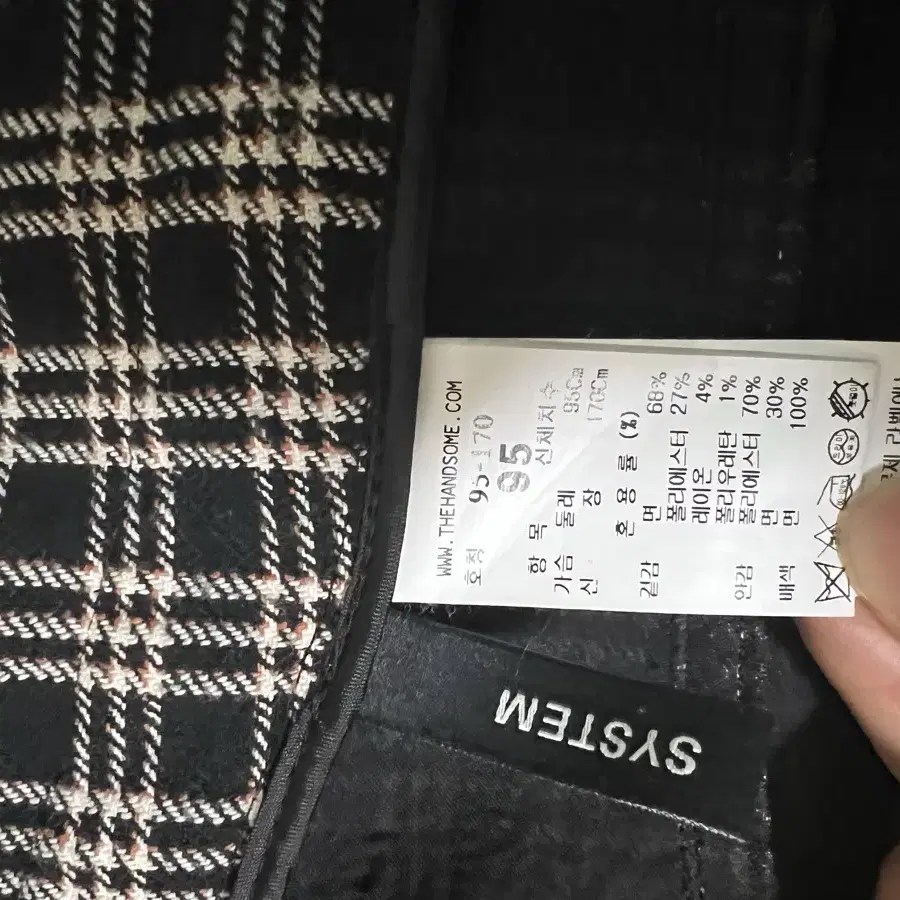 WWW.THEHANDSOME.COM
호칭 95-170
95
항 목 신체치수
가슴 둘레 95Cm
신 장 170Cm
혼 용 률 (%)
겉감 면 68%
폴리에스터 27%
레이온 4%
폴리우레탄 1%
안감 폴리에스터 70%
면 30%
배색 면 100%
SYSTEM